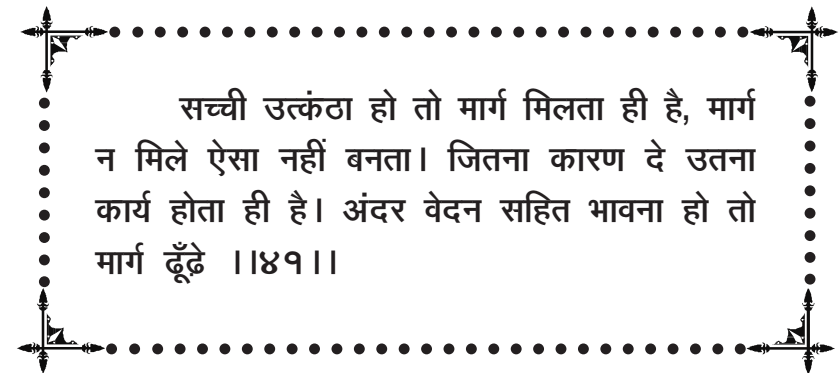 सच्ची उत्कंठा हो तो मार्ग मिलता ही है, मार्ग
न मिले ऐसा नहीं बनता। जितना कारण दे उतना
कार्य होता ही है। अंदर वेदन सहित भावना हो तो
मार्ग ढूँढ़े ।।४१।।